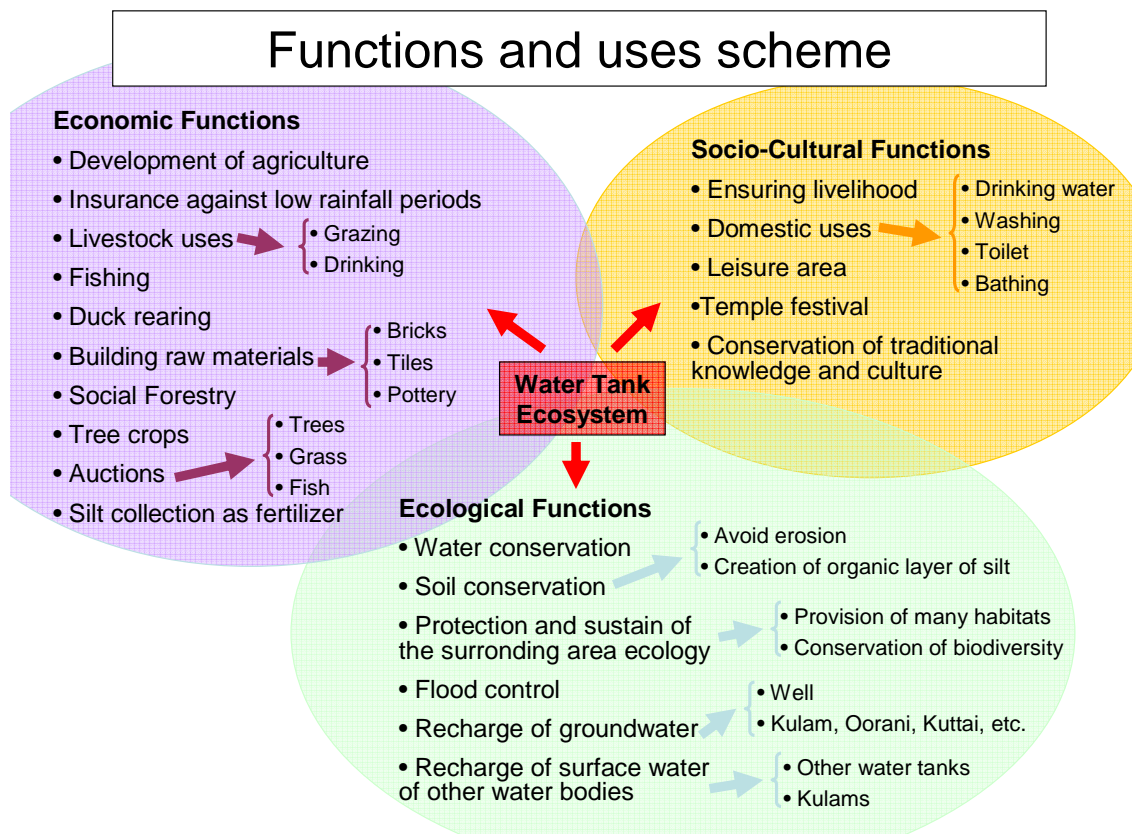 Functions and uses scheme
Economic Functions
• Development of agriculture
• Insurance against low rainfall periods
• Livestock uses
• Grazing
• Drinking
• Fishing
• Duck rearing
• Building raw materials
• Bricks
• Tiles
• Pottery
• Social Forestry
• Tree crops
• Auctions
• Trees
• Grass
• Fish
• Silt collection as fertilizer
Socio-Cultural Functions
• Ensuring livelihood
• Domestic uses
• Drinking water
• Washing
• Toilet
• Bathing
• Leisure area
•Temple festival
• Conservation of traditional
knowledge and culture
Water Tank
Ecosystem
Ecological Functions
• Water conservation
• Soil conservation
• Avoid erosion
• Creation of organic layer of silt
• Protection and sustain of
the surronding area ecology
• Provision of many habitats
• Conservation of biodiversity
• Flood control
• Recharge of groundwater
• Well
• Kulam, Oorani, Kuttai, etc.
• Recharge of surface water
of other water bodies
• Other water tanks
• Kulams